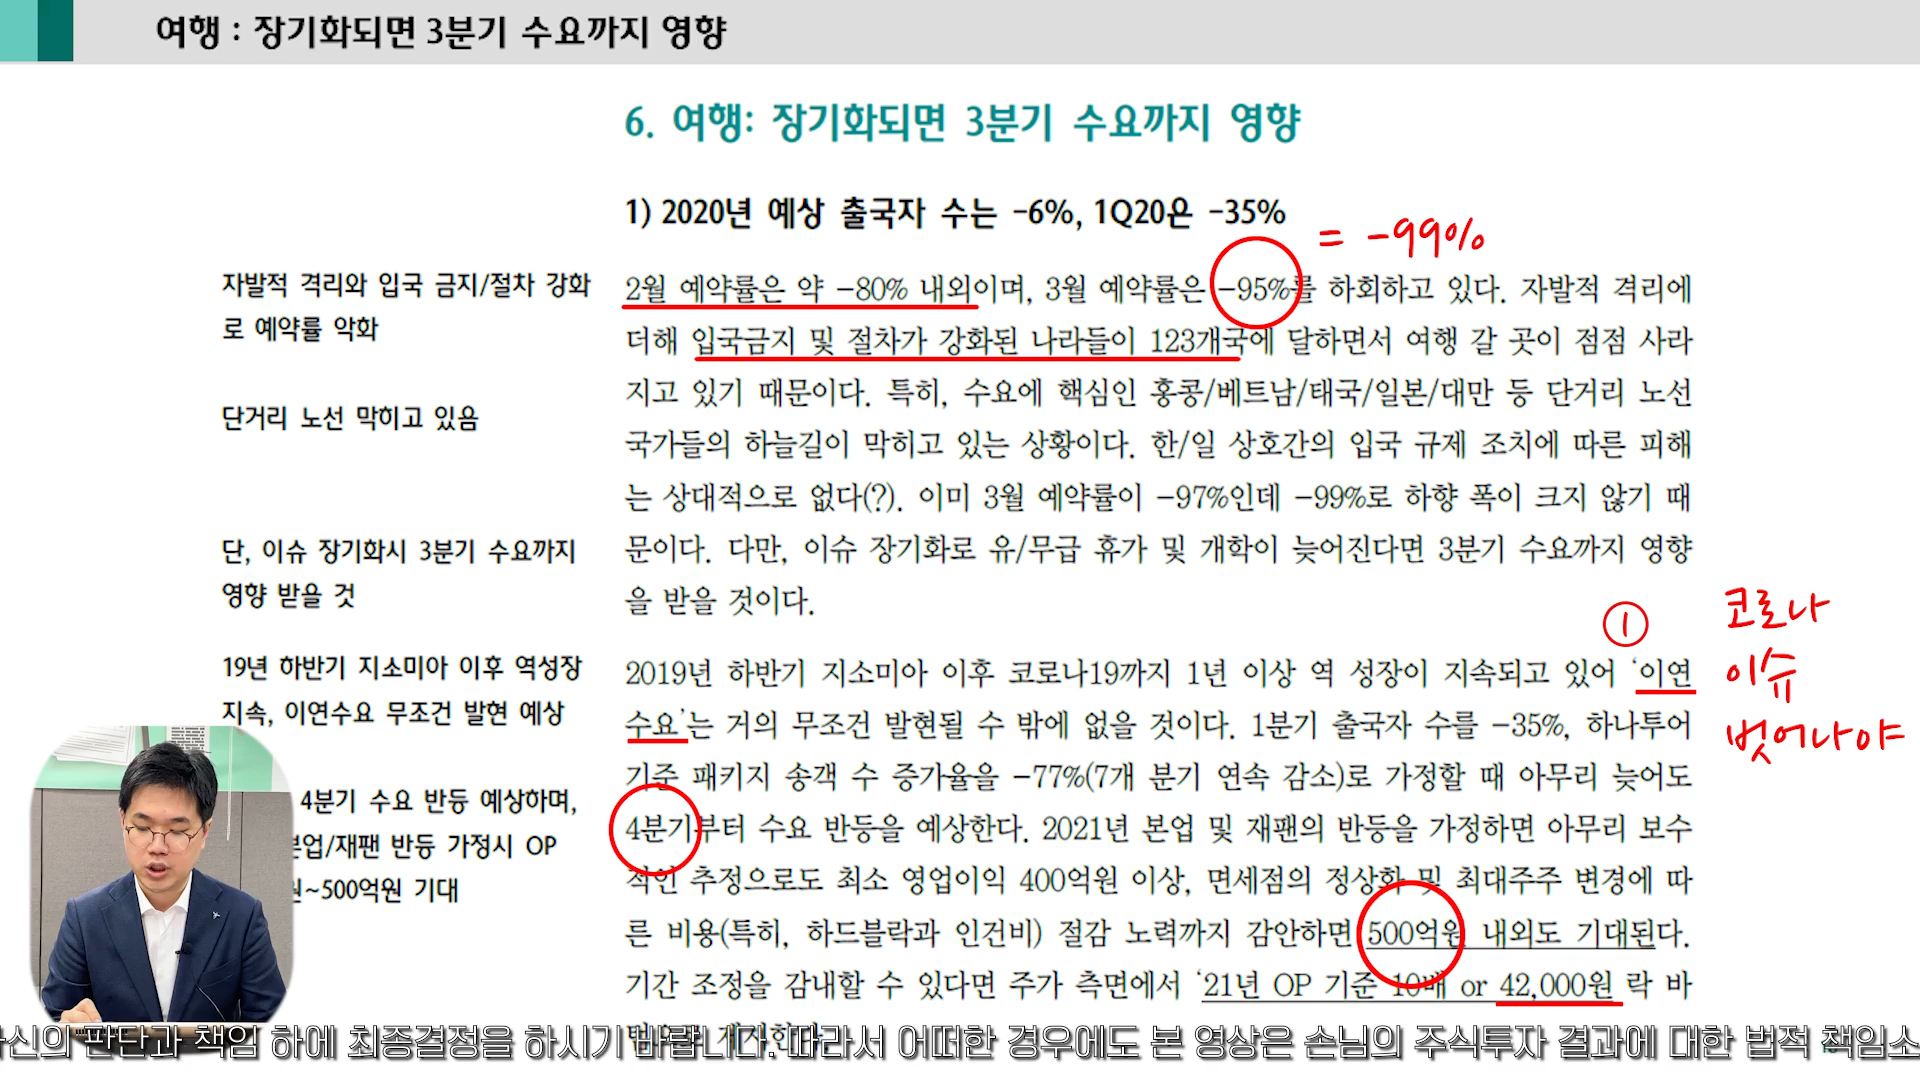 여행 : 장기화되면 3분기 수요까지 영향
6. 여행: 장기화되면 3분기 수요까지 영향
1) 2020년 예상 출국자 수는 -6%, 1Q20은 -35%
= -99%
자발적 격리와 입국 금지/절차 강화
로 예약률 악화
단거리 노선 막히고 있음
단, 이슈 장기화시 3분기 수요까지
영향 받을 것
19년 하반기 지소미아 이후 역성장
지속, 이연수요 무조건 발현 예상
4분기 수요 반등 예상하며,
본업/재팬 반등 가정시 OP
원~500억원 기대
2월 예약률은 약 -80% 내외이며, 3월 예약률은 -95%를 하회하고 있다. 자발적 격리에
더해 입국금지 및 절차가 강화된 나라들이 123개국에 달하면서 여행 갈 곳이 점점 사라
지고 있기 때문이다. 특히, 수요에 핵심인 홍콩/베트남/태국/일본/대만 등 단거리 노선
국가들의 하늘길이 막히고 있는 상황이다. 한/일 상호간의 입국 규제 조치에 따른 피해
는 상대적으로 없다(?). 이미 3월 예약률이 -97%인데 -99%로 하향 폭이 크지 않기 때
문이다. 다만, 이슈 장기화로 유/무급 휴가 및 개학이 늦어진다면 3분기 수요까지 영향
을 받을 것이다.
①
코로나
이슈
벗어나야
2019년 하반기 지소미아 이후 코로나19까지 1년 이상 역 성장이 지속되고 있어 ‘이연
수요’는 거의 무조건 발현될 수 밖에 없을 것이다. 1분기 출국자 수를 -35%, 하나투어
기준 패키지 송객 수 증가율을 -77%(7개 분기 연속 감소)로 가정할 때 아무리 늦어도
4분기부터 수요 반등을 예상한다. 2021년 본업 및 재팬의 반등을 가정하면 아무리 보수
적인 추정으로도 최소 영업이익 400억원 이상, 면세점의 정상화 및 최대주주 변경에 따
른 비용(특히, 하드블락과 인건비) 절감 노력까지 감안하면 500억원 내외도 기대된다.
기간 조정을 감내할 수 있다면 주가 측면에서 ‘21년 OP 기준 10배 or 42,000원 락 바
신의 판단과 책임 하에 최종결정을 하시기 바랍니다. 따라서 어떠한 경우에도 본 영상은 손님의 주식투자 결과에 대한 법적 책임소